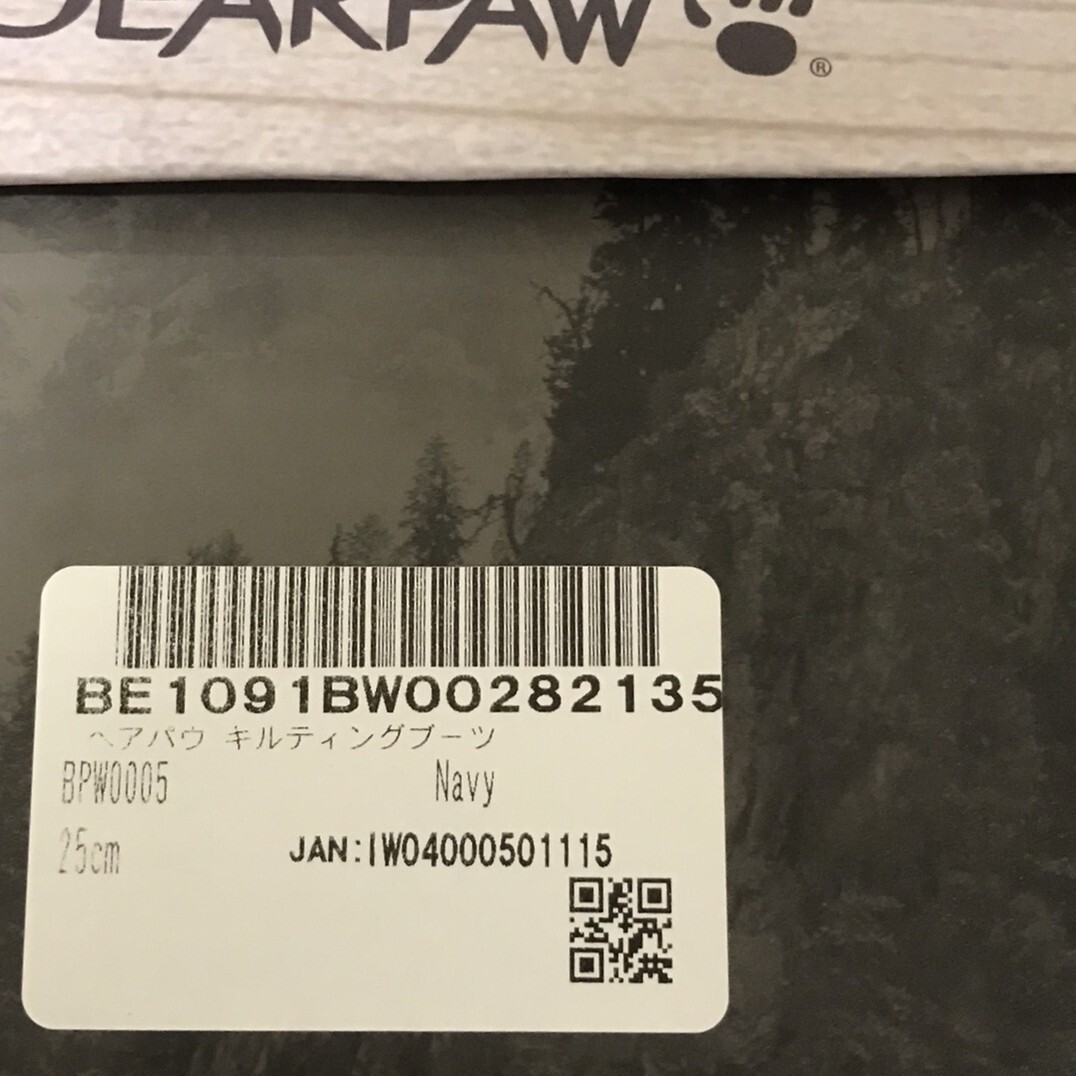 BEARPAW ®
BE1091BW00282135
ベアパウ キルティングブーツ
BPW0005 Navy
25cm JAN:IW04000501115